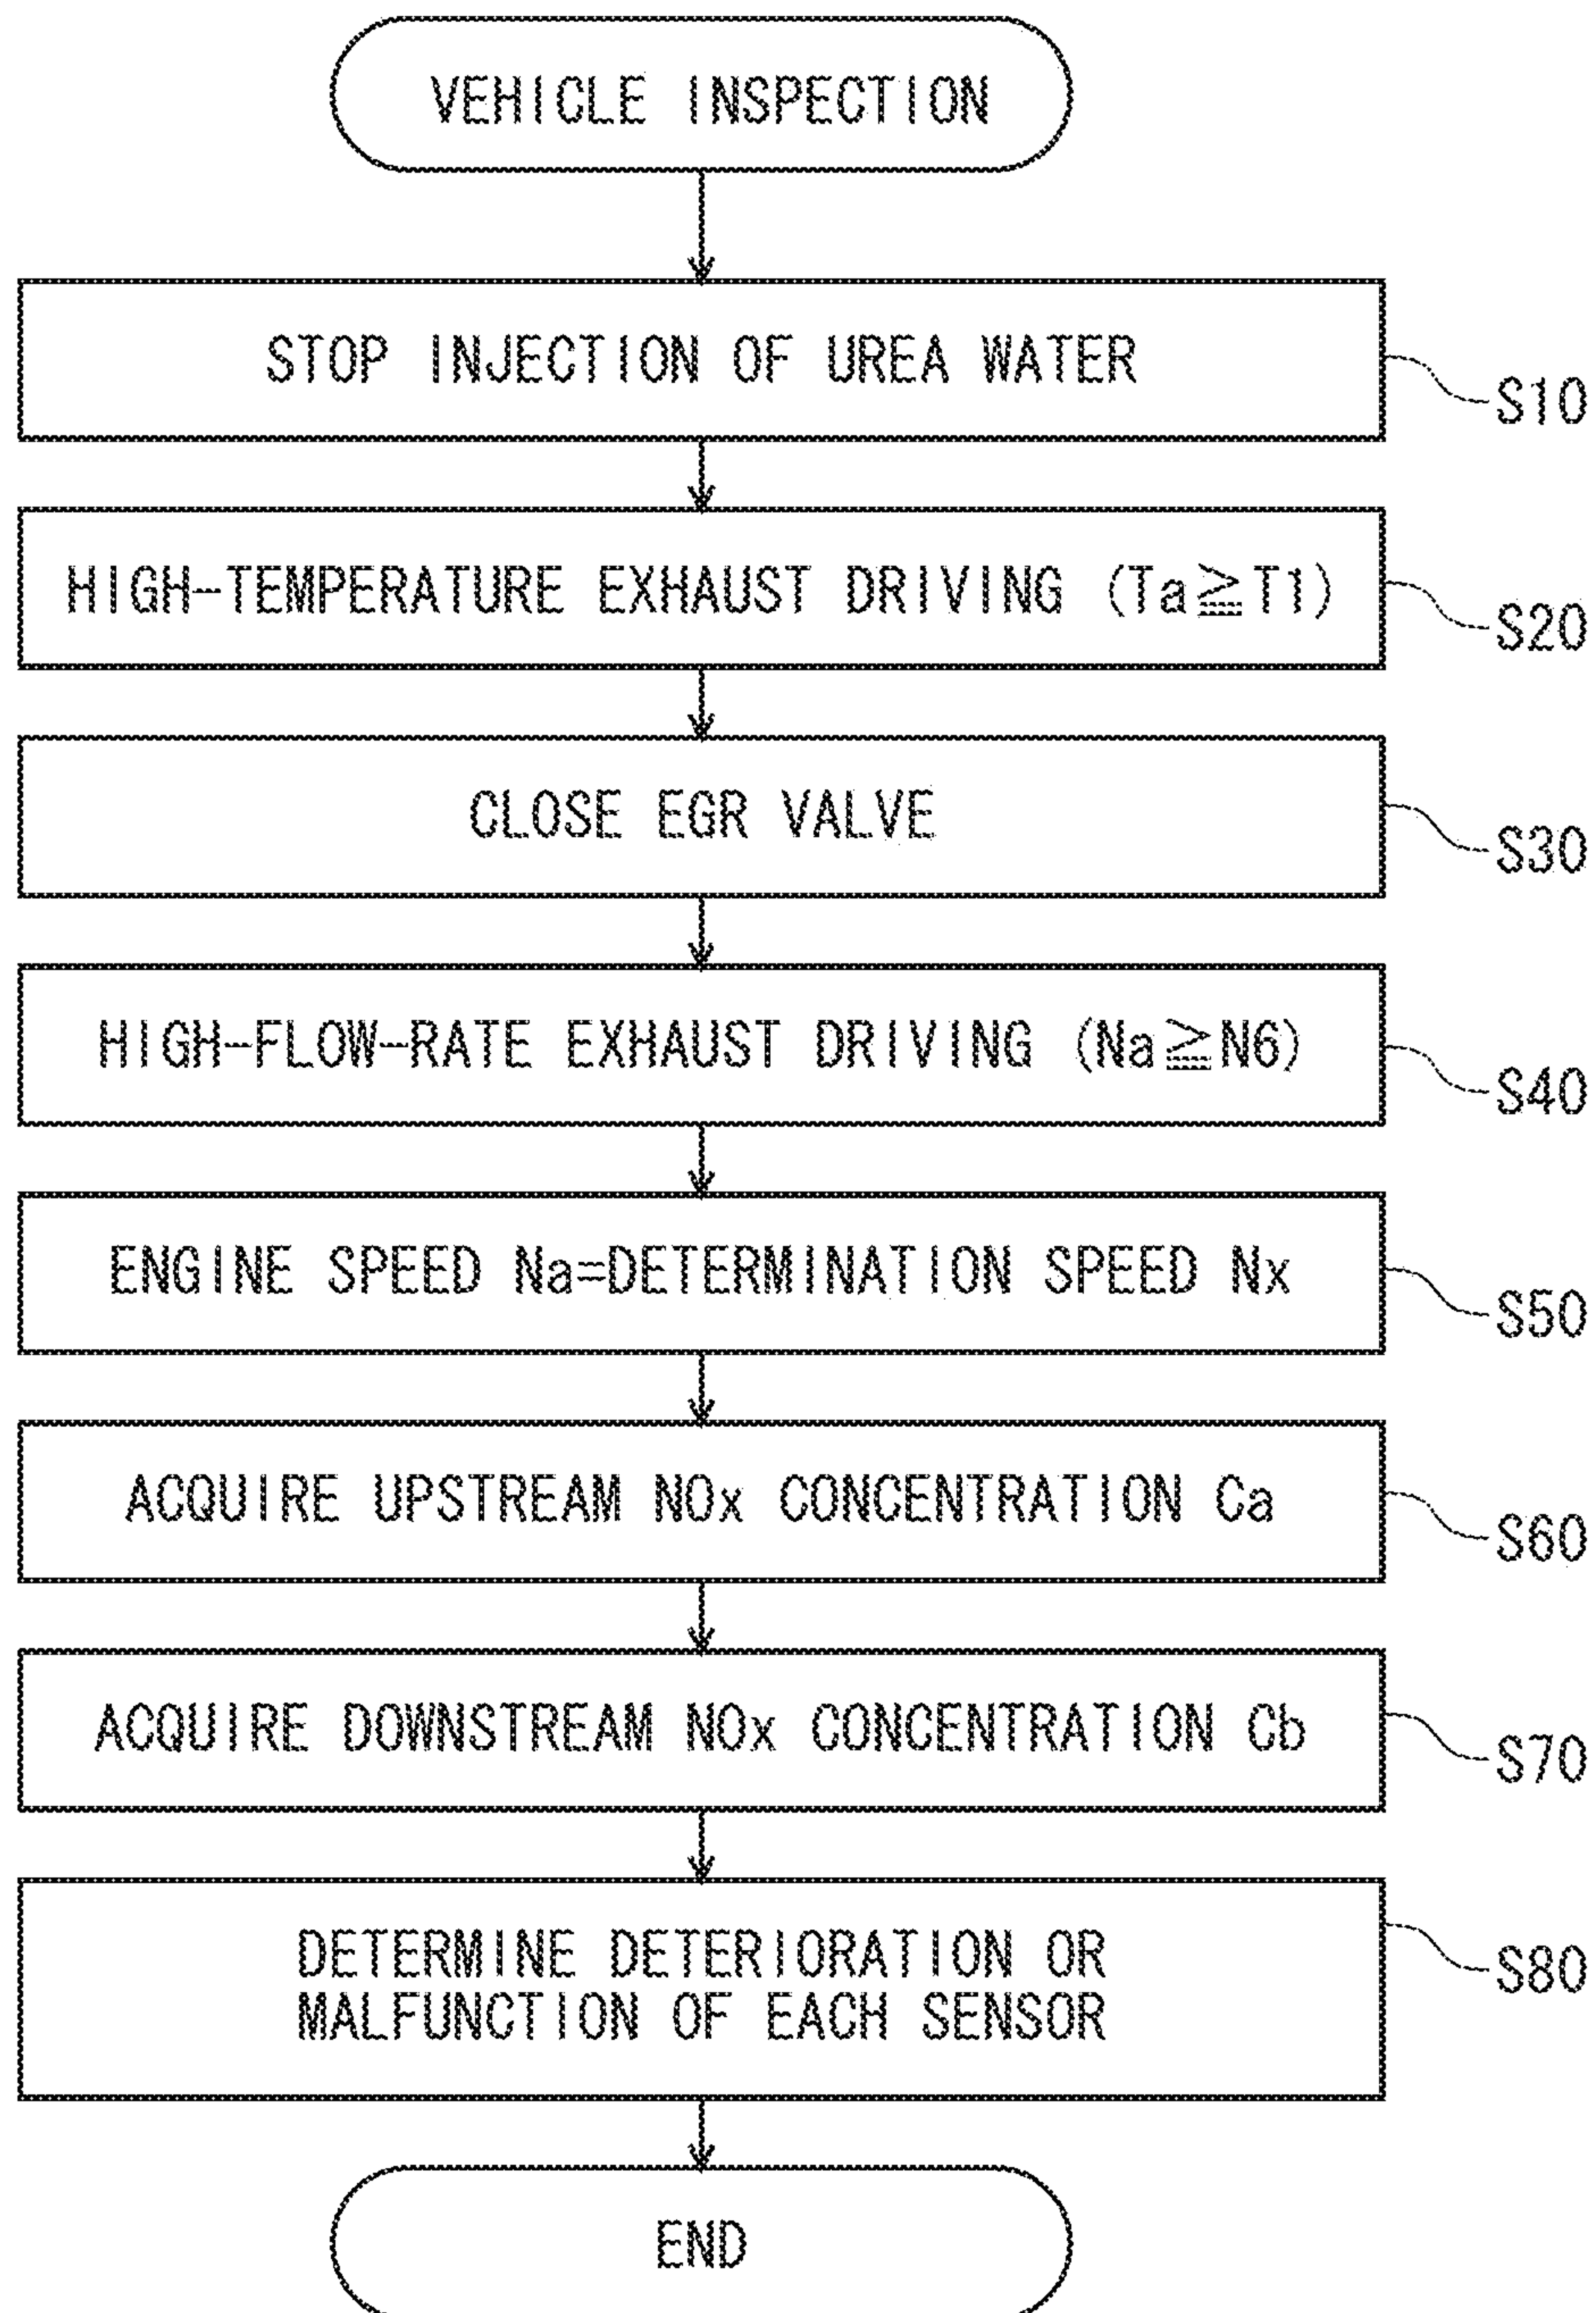 VEHICLE INSPECTION
STOP INJECTION OF UREA WATER
S10
HIGH-TEMPERATURE EXHAUST DRIVING (Ta≧T1)
S20
CLOSE EGR VALVE
S30
HIGH-FLOW-RATE EXHAUST DRIVING (Na≧N6)
S40
ENGINE SPEED Na=DETERMINATION SPEED Nx
S50
ACQUIRE UPSTREAM NOx CONCENTRATION Ca
S60
ACQUIRE DOWNSTREAM NOx CONCENTRATION Cb
S70
DETERMINE DETERIORATION OR
MALFUNCTION OF EACH SENSOR
S80
END